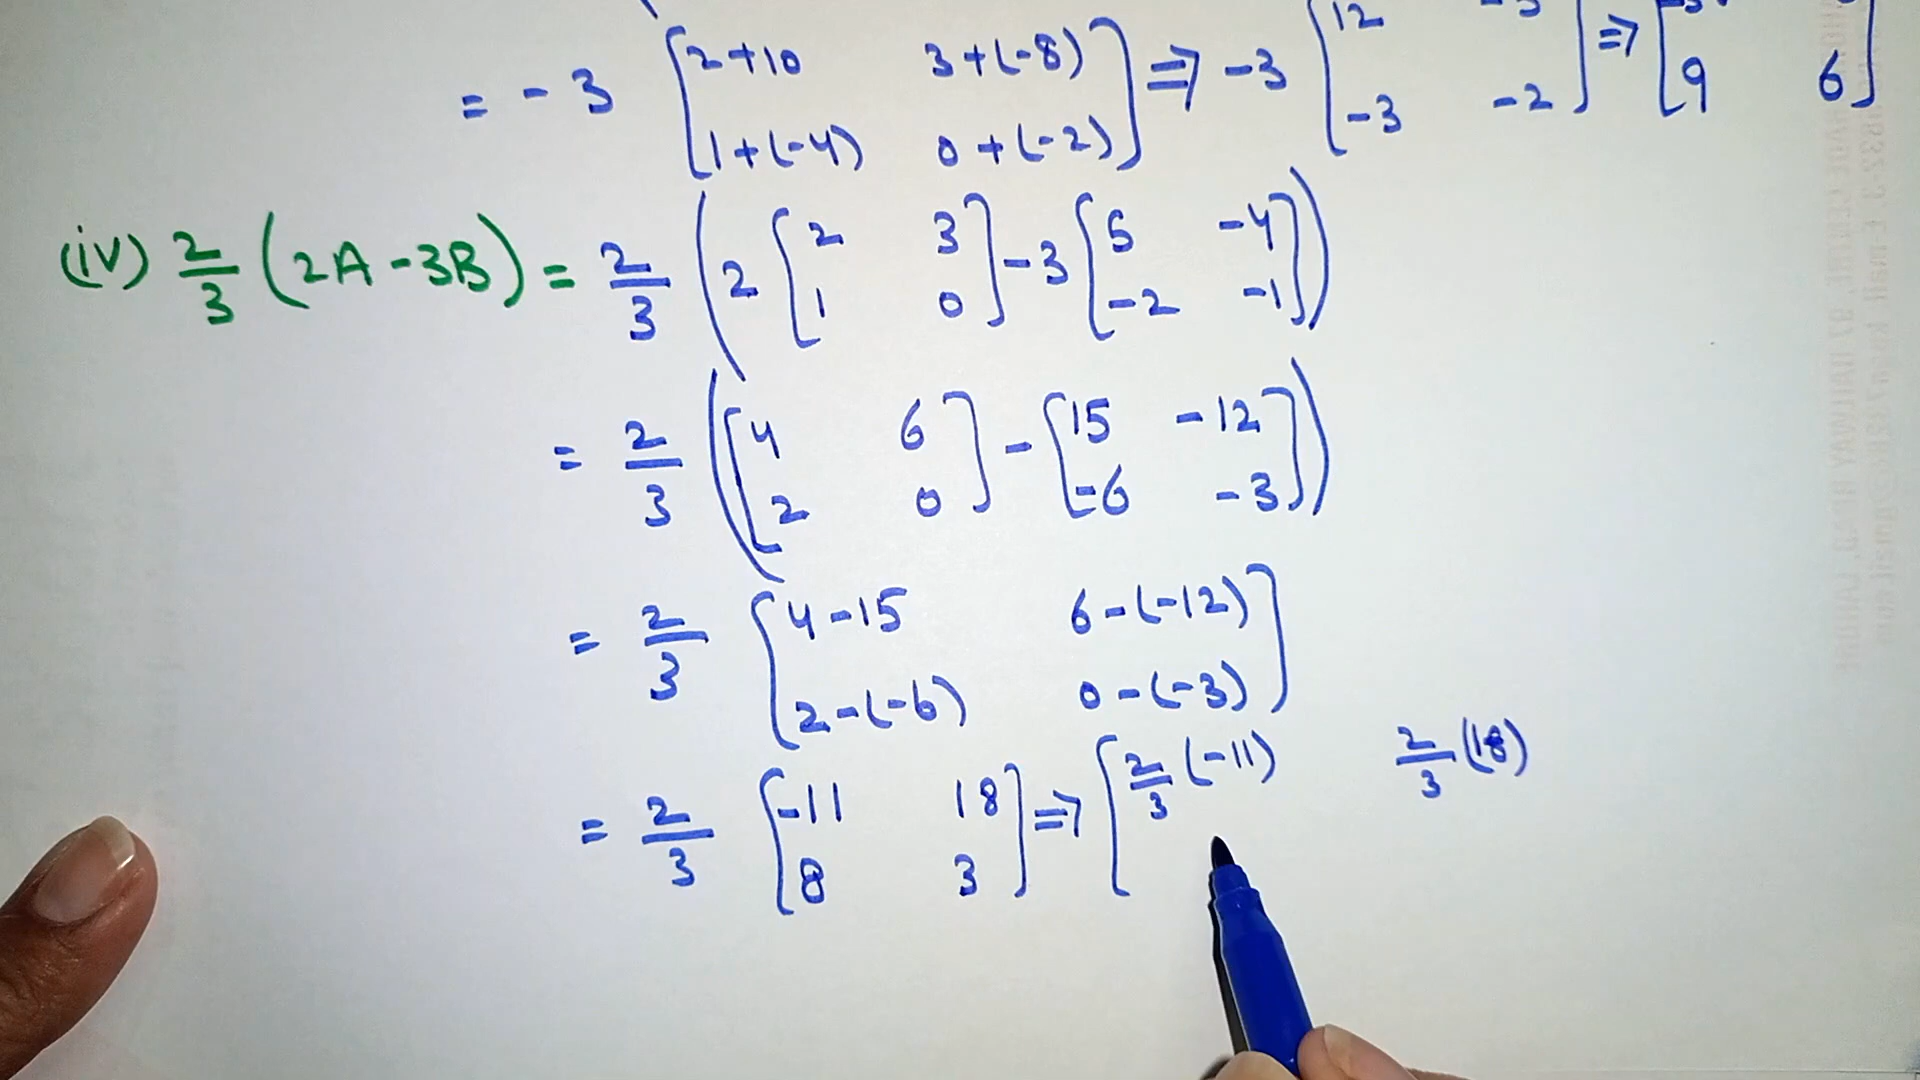 = -3 [2+10 3+(-8) ⇒ -3 [12 -5 ⇒ [
1+(-4) 0+(-2)] -3 -2] 9 6]
(iv) 2/3 (2A-3B) = 2/3 (2 [2 3 -3 [5 -4
1 0] -2 -1])
= 2/3 ([4 6 - [15 -12
2 0] -6 -3])
= 2/3 [4-15 6-(-12)
2-(-6) 0-(-3)]
= 2/3 [-11 18 ⇒ [2/3 (-11) 2/3 (18)
8 3]